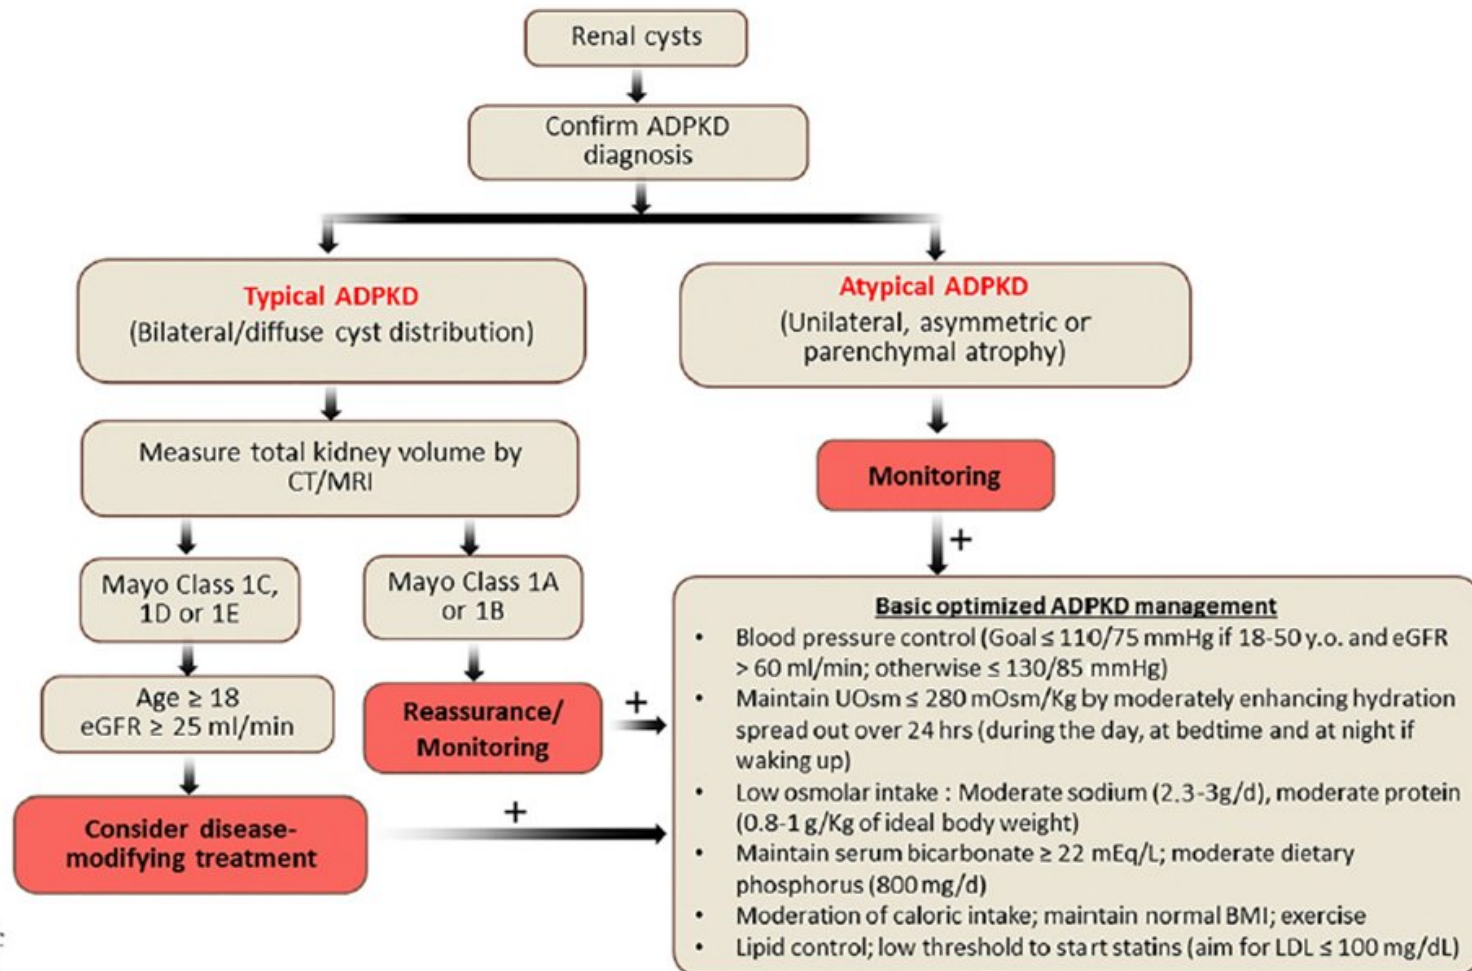 Renal cysts
Confirm ADPKD
diagnosis
Typical ADPKD
(Bilateral/diffuse cyst distribution)
Atypical ADPKD
(Unilateral, asymmetric or
parenchymal atrophy)
Measure total kidney volume by
CT/MRI
Monitoring
+
Mayo Class 1C,
1D or 1E
Mayo Class 1A
or 1B
Age ≥ 18
eGFR ≥ 25 ml/min
Reassurance/
Monitoring
+
Consider disease-
modifying treatment
+
Basic optimized ADPKD management
• Blood pressure control (Goal ≤ 110/75 mmHg if 18-50 y.o. and eGFR
> 60 ml/min; otherwise ≤ 130/85 mmHg)
• Maintain UOsm ≤ 280 mOsm/Kg by moderately enhancing hydration
spread out over 24 hrs (during the day, at bedtime and at night if
waking up)
• Low osmolar intake : Moderate sodium (2.3-3g/d), moderate protein
(0.8-1 g/Kg of ideal body weight)
• Maintain serum bicarbonate ≥ 22 mEq/L; moderate dietary
phosphorus (800 mg/d)
• Moderation of caloric intake; maintain normal BMI; exercise
• Lipid control; low threshold to start statins (aim for LDL ≤ 100 mg/dL)